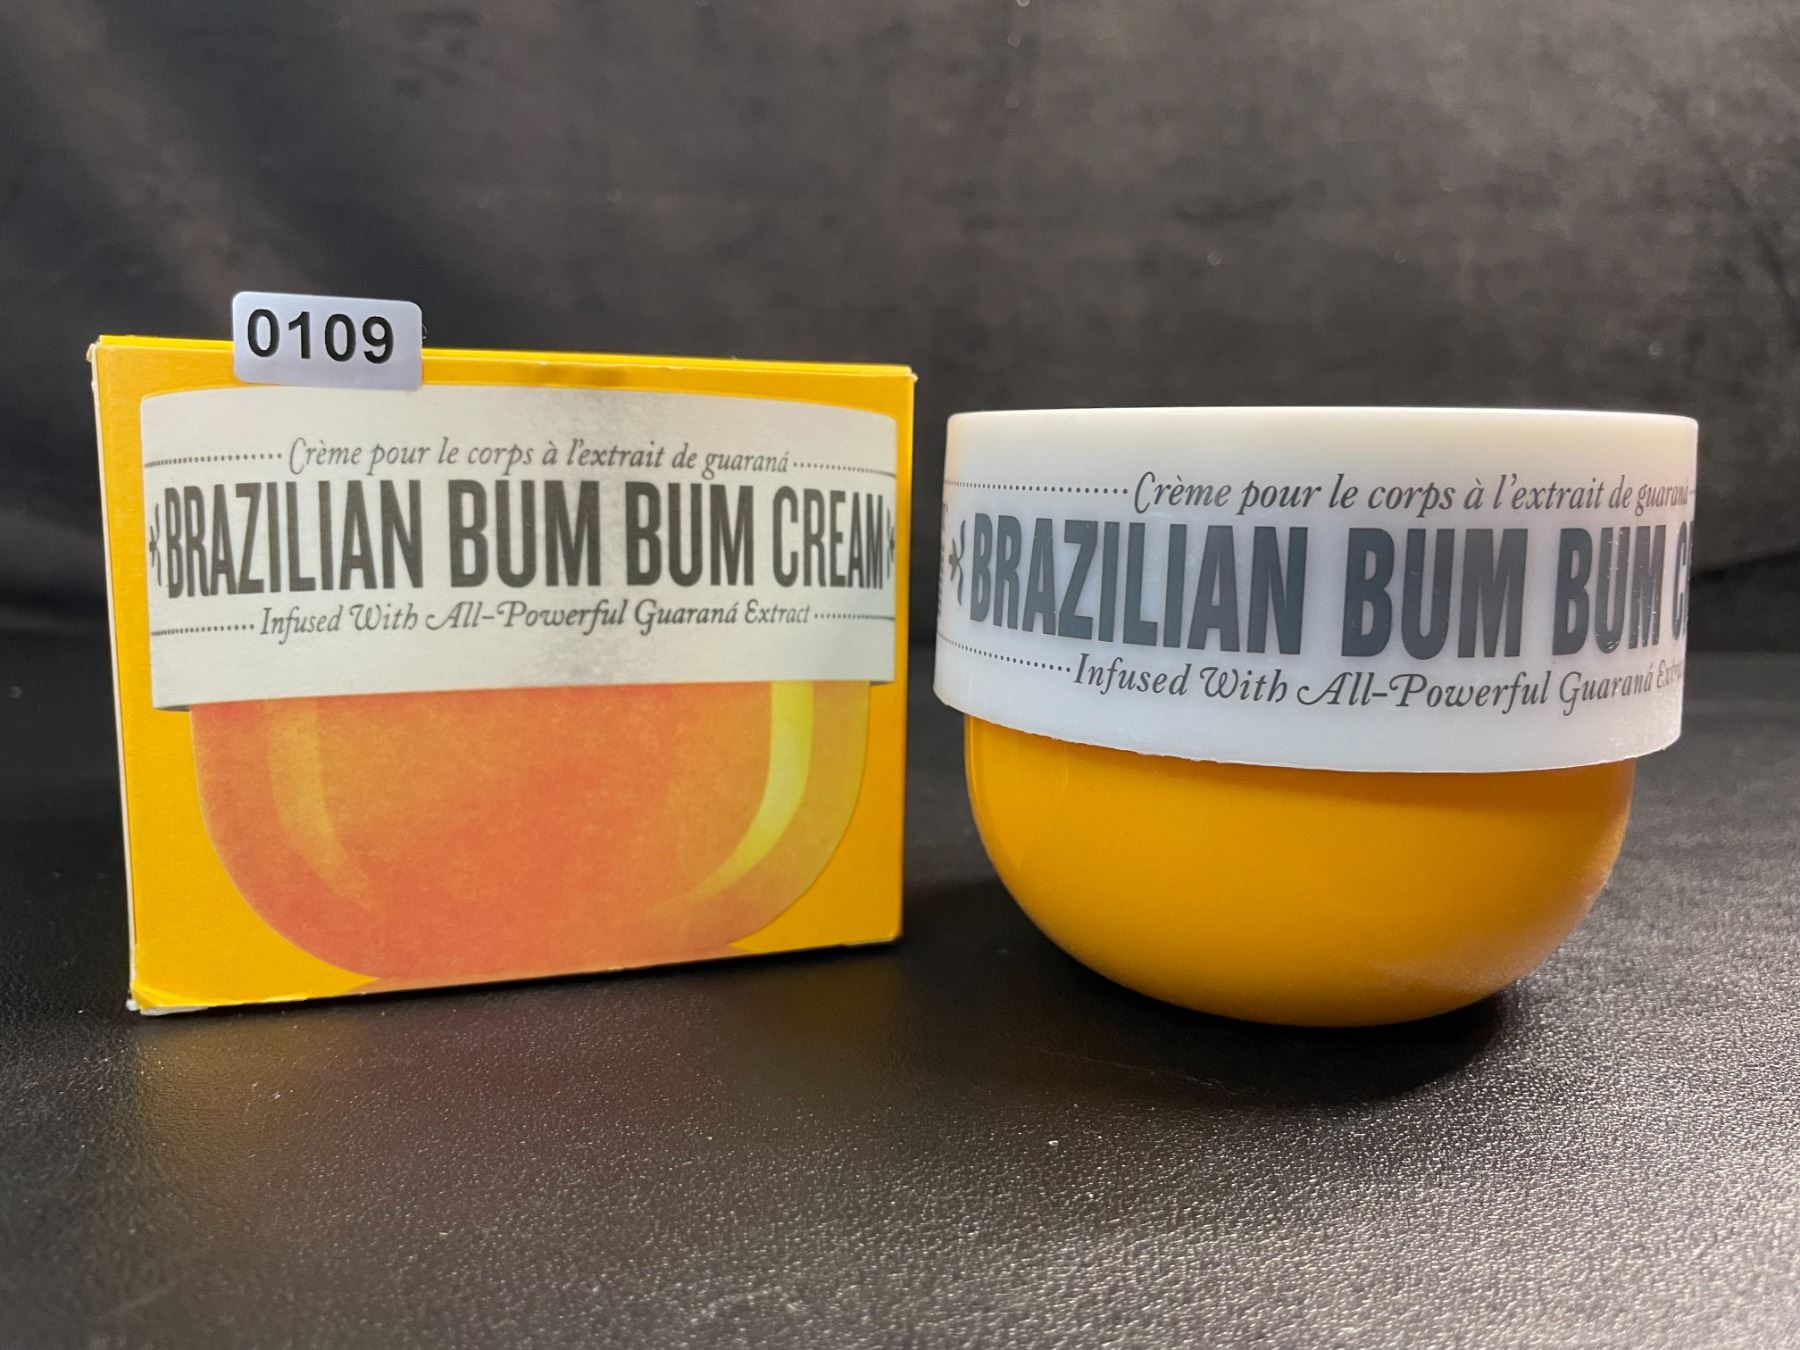 0109
Crème pour le corps à l'extrait de guaraná
BRAZILIAN BUM BUM CREAM
Infused With All-Powerful Guaraná Extract
Crème pour le corps à l'extrait de guaraná
BRAZILIAN BUM BUM
Infused With All-Powerful Guaraná